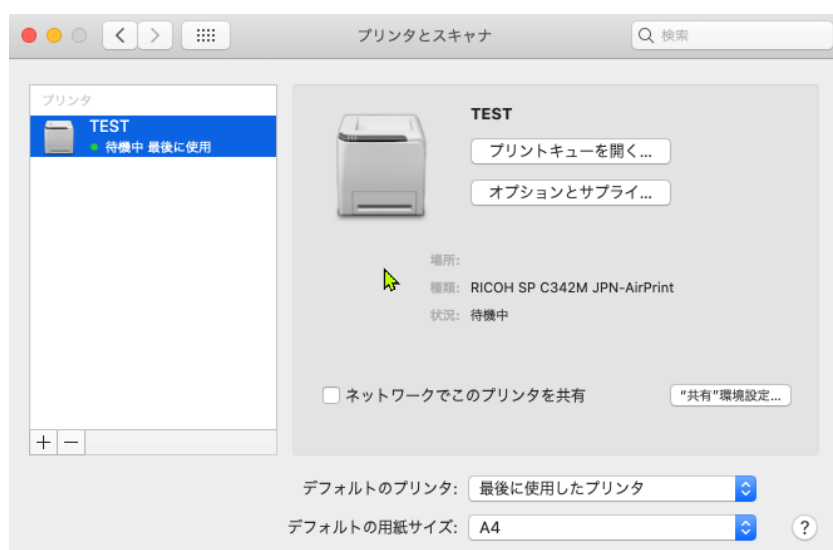 プリンタとスキャナ
検索
プリンタ
TEST
待機中 最後に使用
TEST
プリントキューを開く...
オプションとサプライ...
場所:
種類: RICOH SP C342M JPN-AirPrint
状況: 待機中
ネットワークでこのプリンタを共有
“共有”環境設定...
デフォルトのプリンタ: 最後に使用したプリンタ
デフォルトの用紙サイズ: A4
?